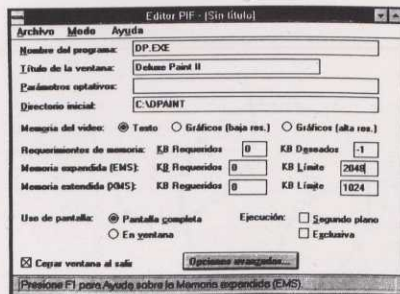 Editor PIF - [Sin título]
Archivo Modo Ayuda
Nombre del programa: DP.EXE
Título de la ventana: Deluxe Paint II
Parámetros optativos:
Directorio inicial: C:\DPAINT
Memoria del video: Texto Gráficos (baja res.) Gráficos (alta res.)
Requerimientos de memoria: KB Requeridos 0 KB Deseados -1
Memoria expandida (EMS): KB Requeridos 0 KB Límite 2048
Memoria extendida (XMS): KB Requeridos 0 KB Límite 1024
Uso de pantalla: Pantalla completa Ejecución: Segundo plano
En ventana Exclusiva
Cerrar ventana al salir Opciones avanzadas...
Presione F1 para Ayuda sobre la Memoria expandida (EMS).